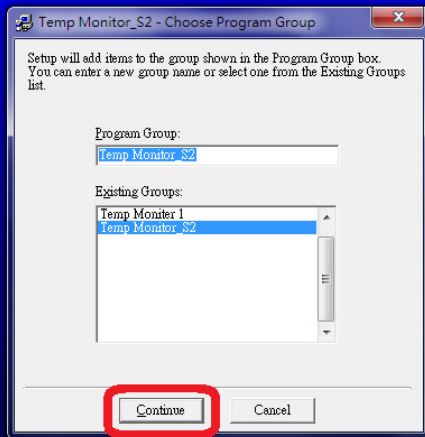 Temp Monitor_S2 - Choose Program Group
Setup will add items to the group shown in the Program Group box.
You can enter a new group name or select one from the Existing Groups
list.
Program Group:
Temp Monitor_S2
Existing Groups:
Temp Moniter 1
Temp Monitor_S2
Continue
Cancel